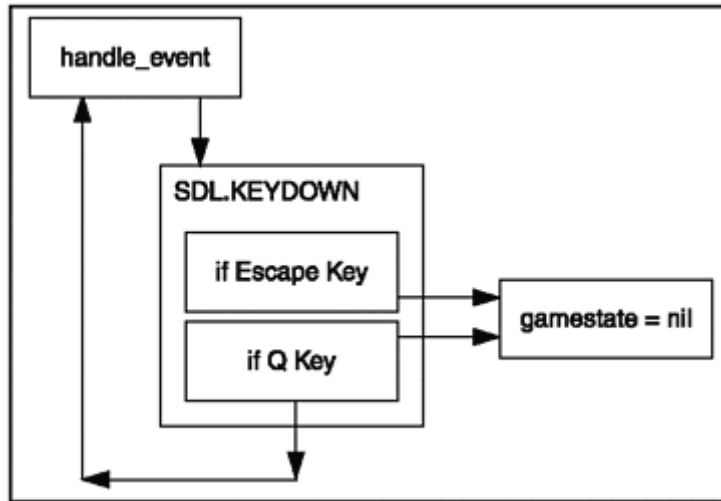 handle_event
SDL.KEYDOWN
if Escape Key
gamestate = nil
if Q Key